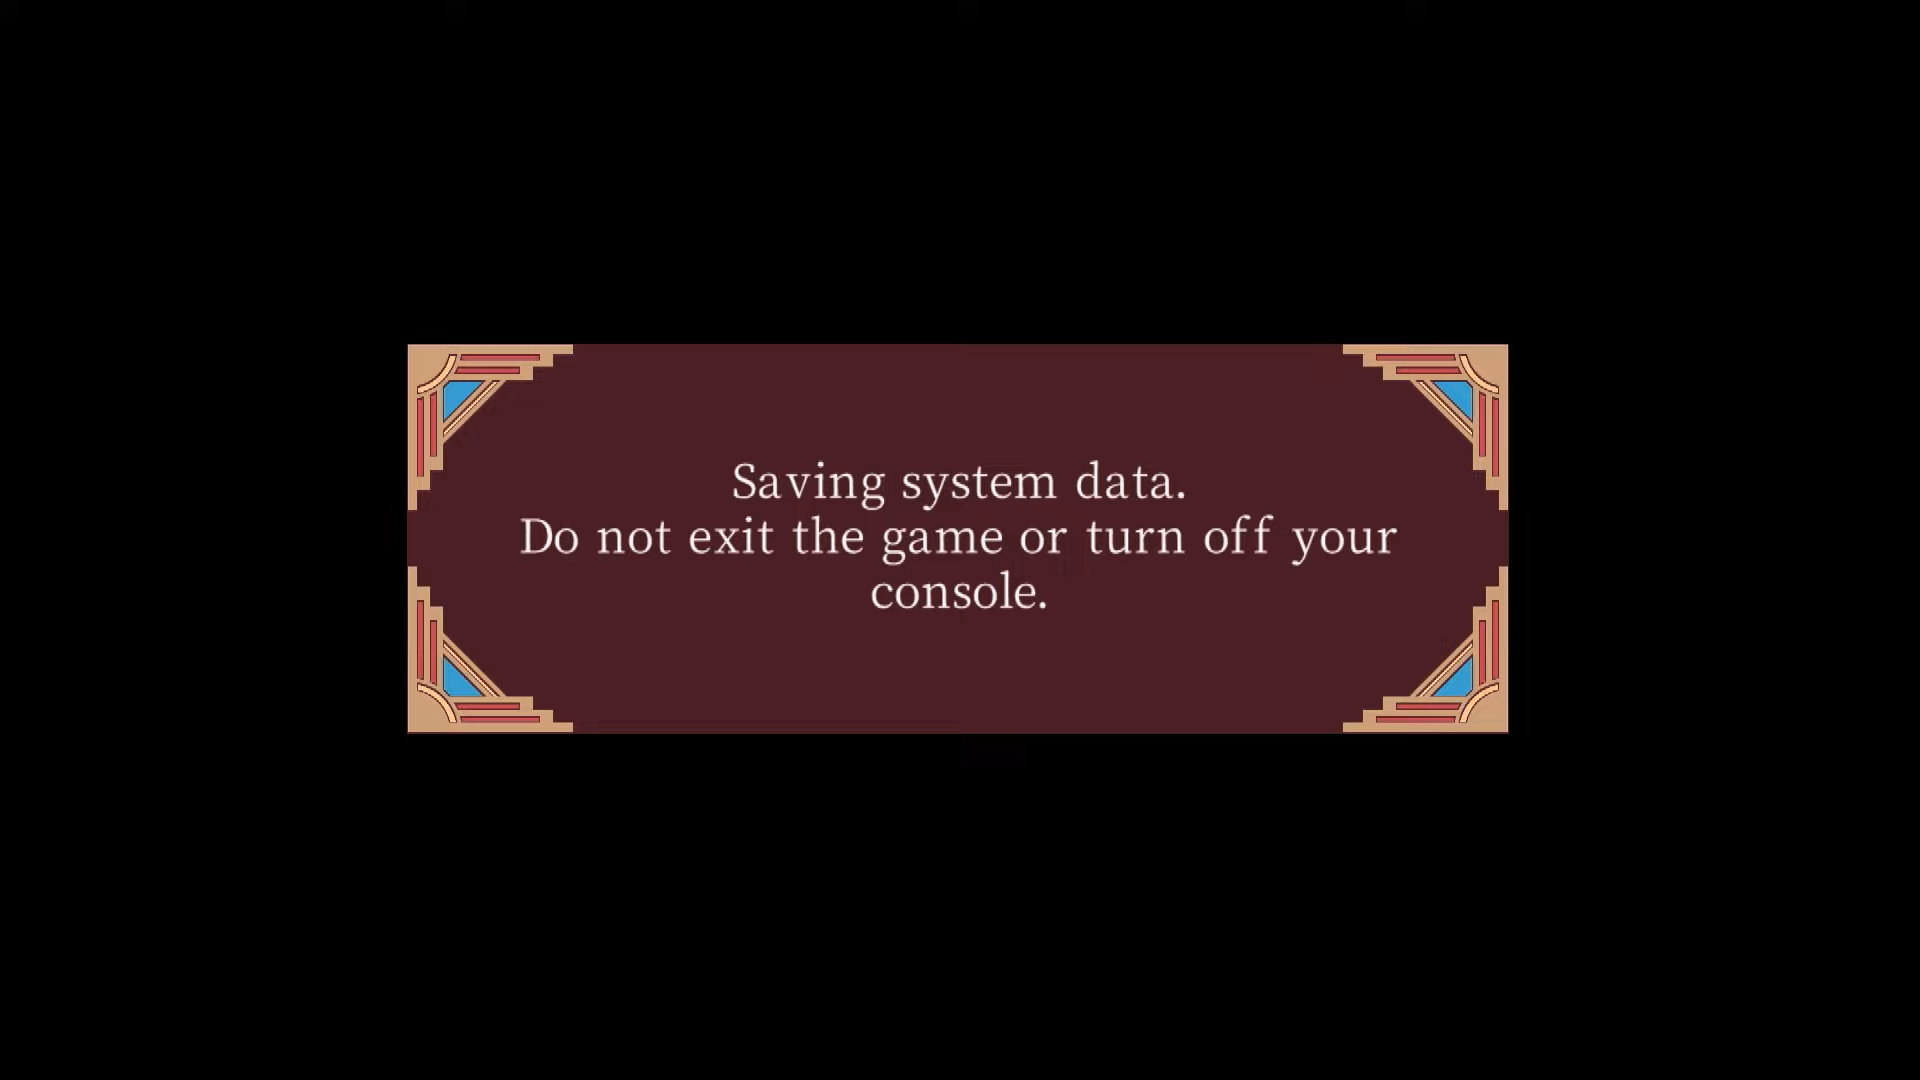 Saving system data.
Do not exit the game or turn off your
console.